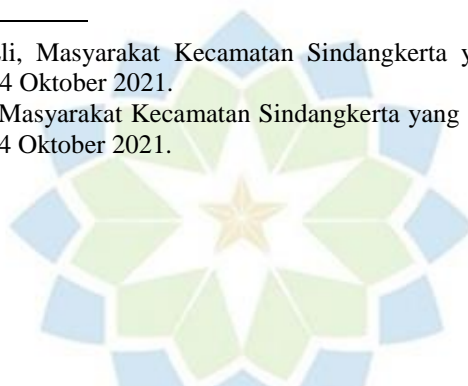 li, Masyarakat Kecamatan Sindangkerta
4 Oktober 2021.
Masyarakat Kecamatan Sindangkerta yang
4 Oktober 2021.